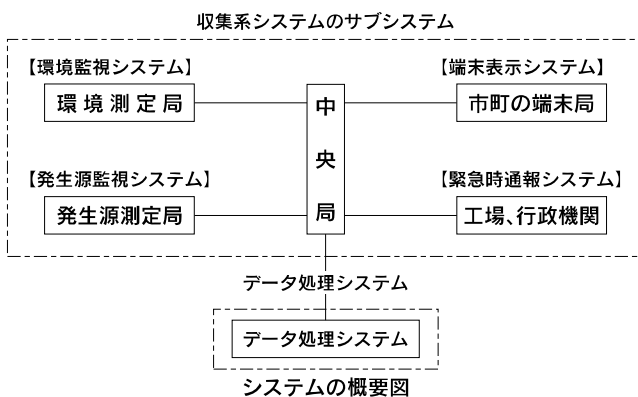 収集系システムのサブシステム
【環境監視システム】
環境測定局
【端末表示システム】
市町の端末局
中央局
【発生源監視システム】
発生源測定局
【緊急時通報システム】
工場、行政機関
データ処理システム
データ処理システム
システムの概要図